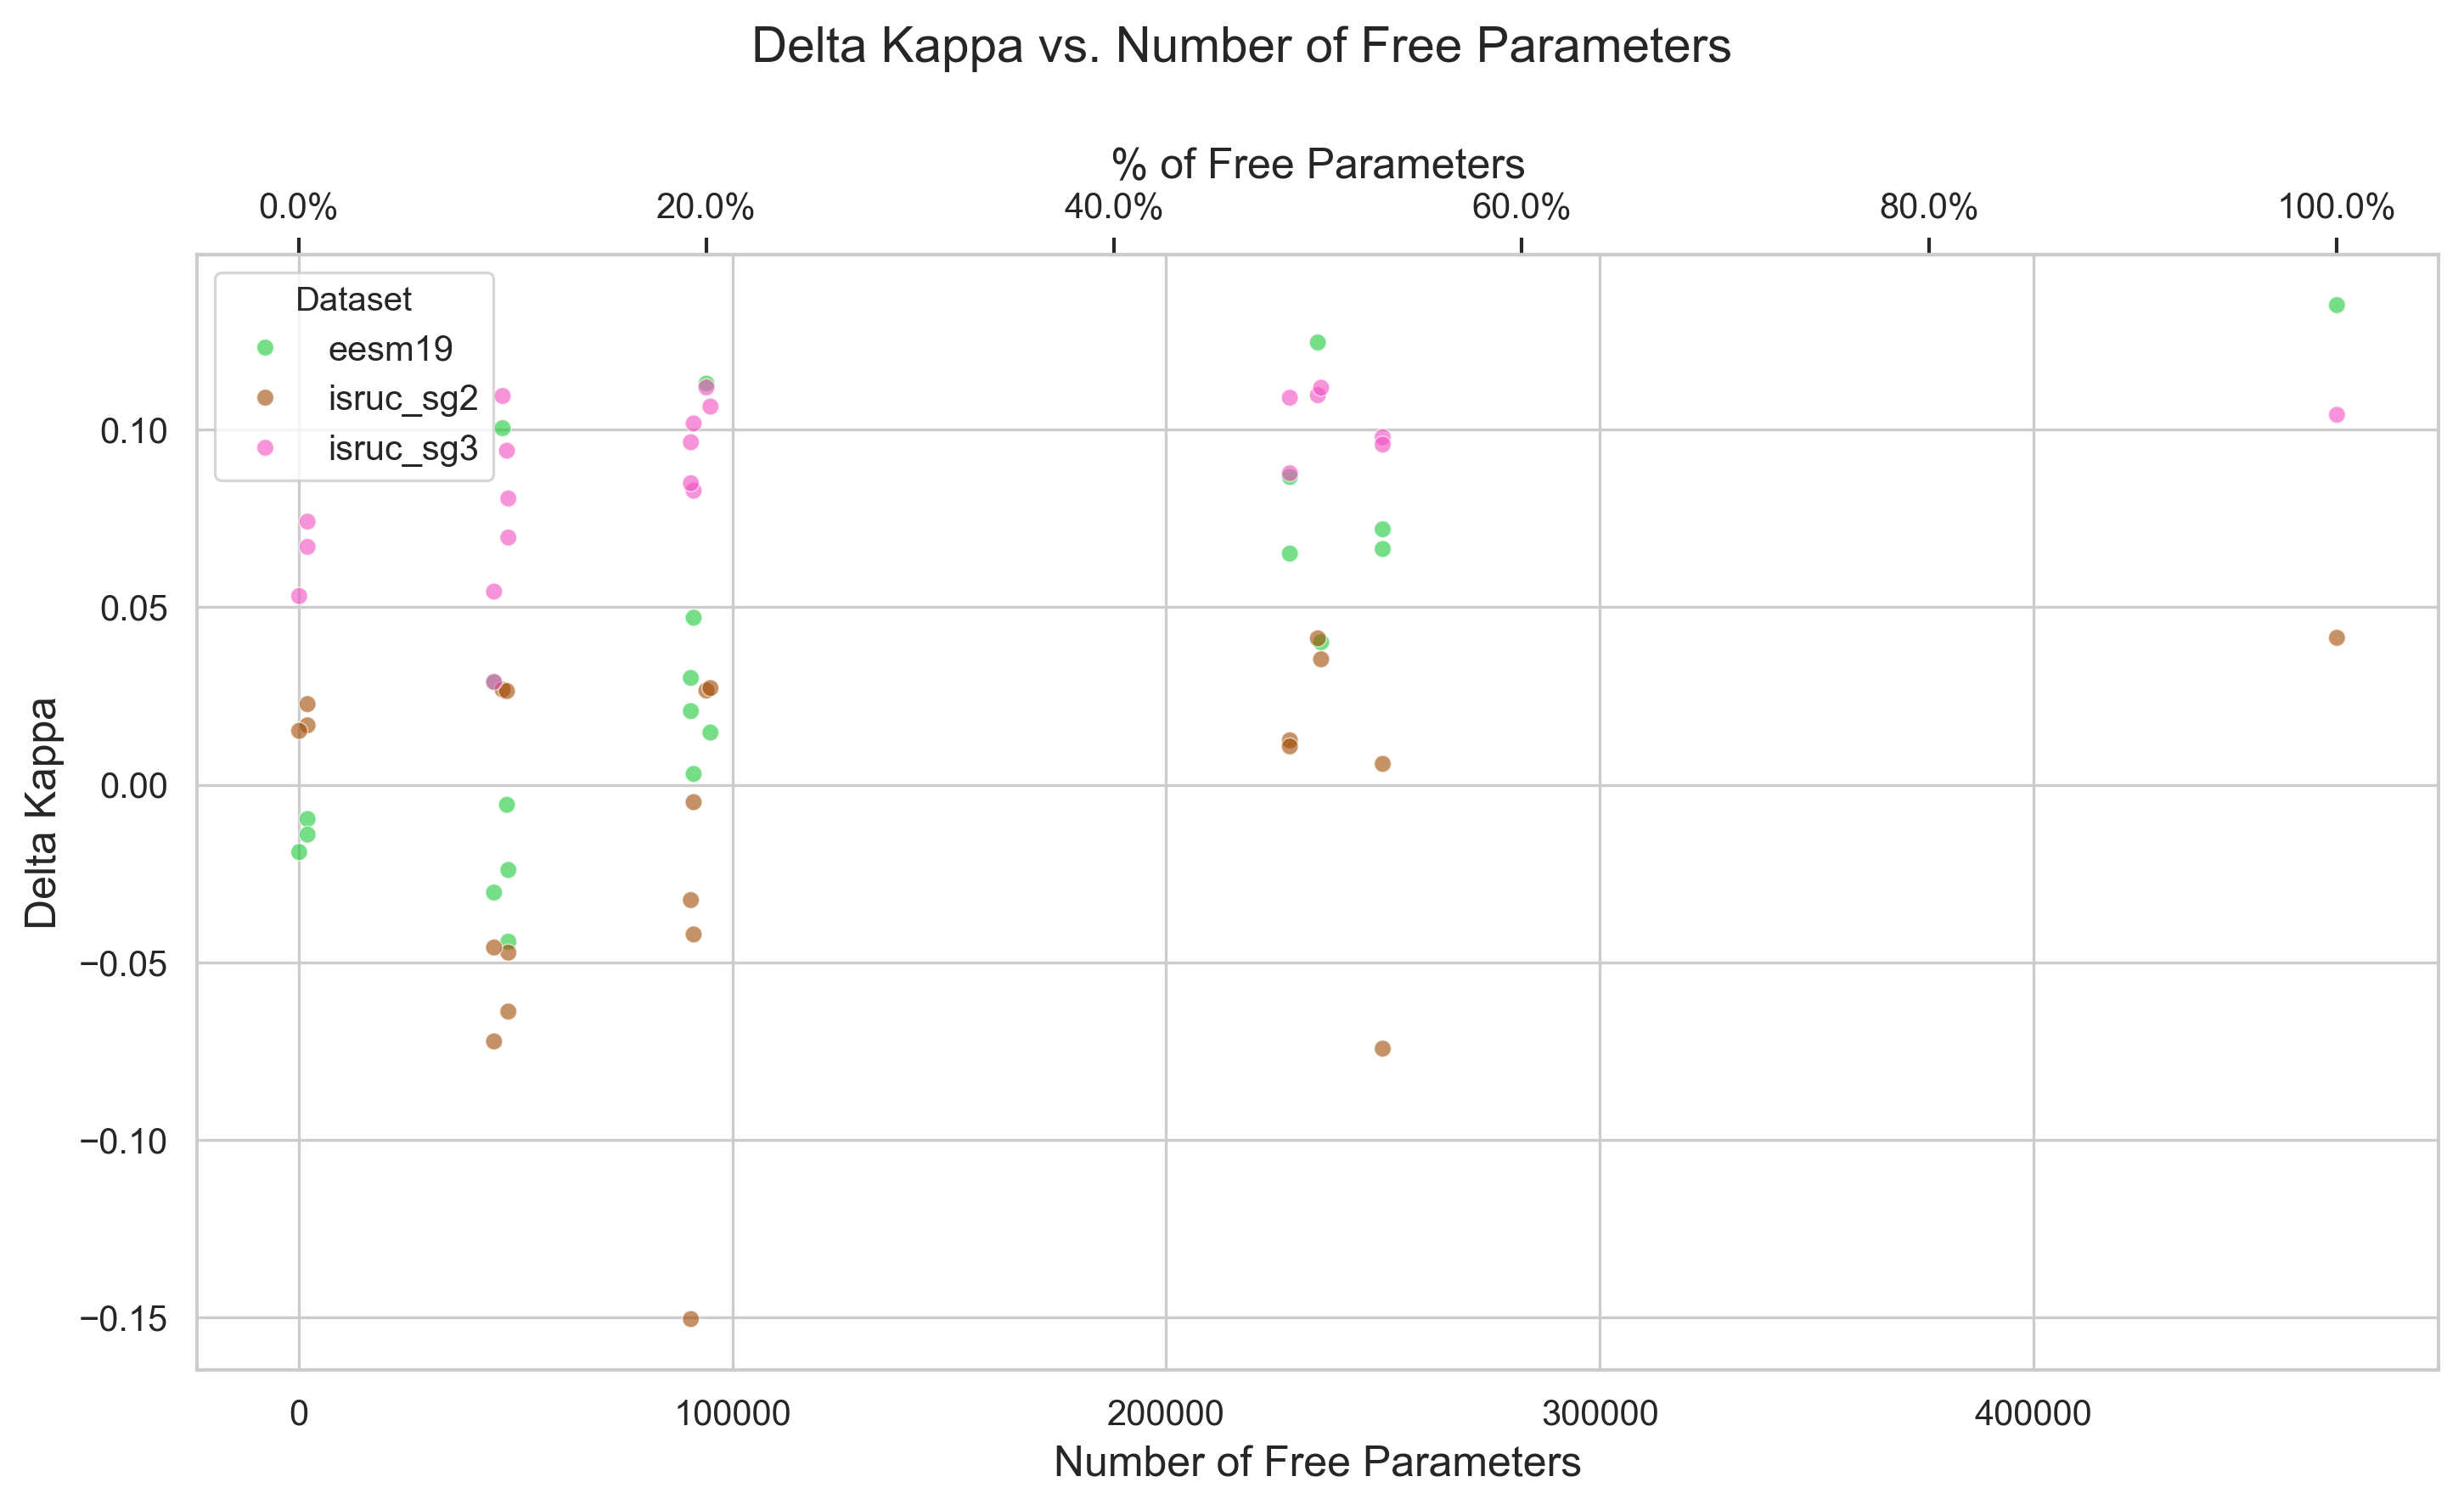 Delta Kappa vs. Number of Free Parameters
% of Free Parameters
0.0% 20.0% 40.0% 60.0% 80.0% 100.0%
Dataset
eesm19
isruc_sg2
isruc_sg3
Delta Kappa
0.10
0.05
0.00
−0.05
−0.10
−0.15
0 100000 200000 300000 400000
Number of Free Parameters